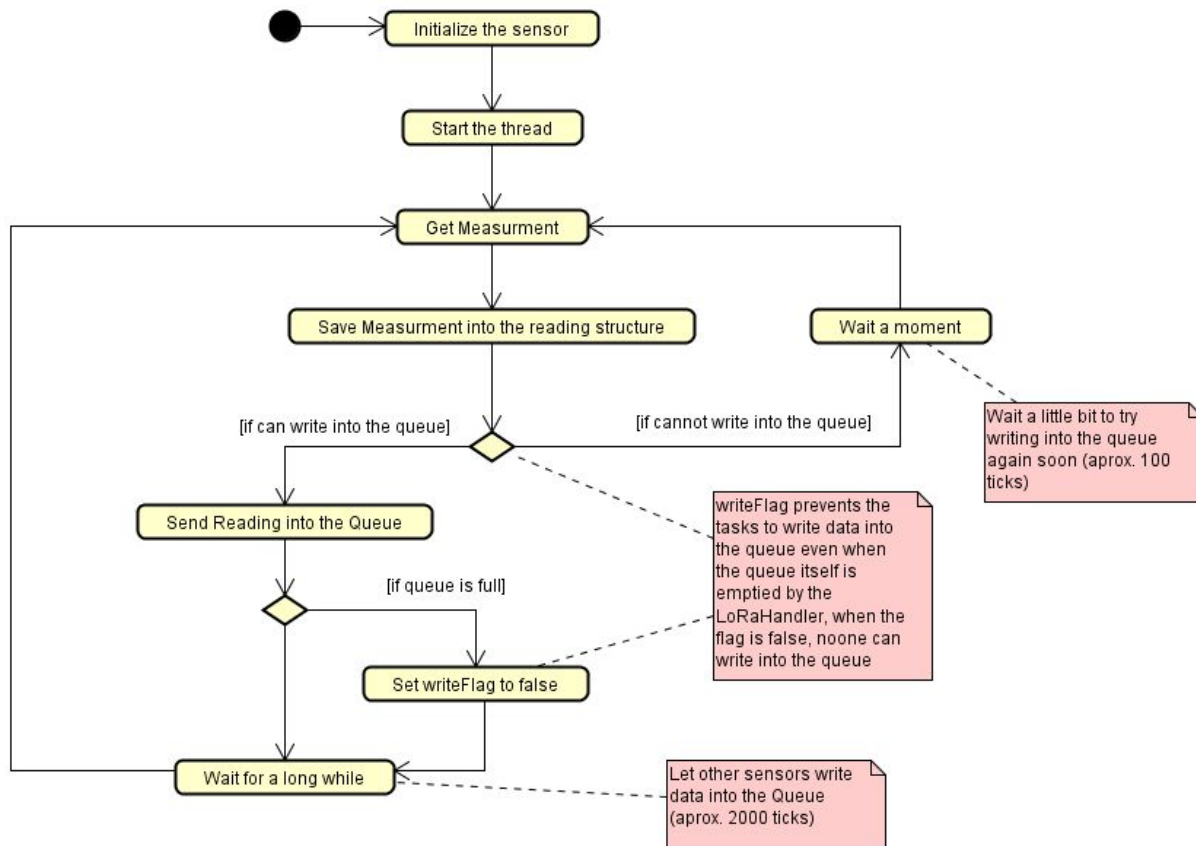 Initialize the sensor
Start the thread
Get Measurment
Save Measurment into the reading structure
Wait a moment
[if can write into the queue]
[if cannot write into the queue]
Wait a little bit to try
writing into the queue
again soon (aprox. 100
ticks)
Send Reading into the Queue
writeFlag prevents the
tasks to write data into
the queue even when
the queue itself is
emptied by the
LoRaHandler, when the
flag is false, noone can
write into the queue
[if queue is full]
Set writeFlag to false
Wait for a long while
Let other sensors write
data into the Queue
(aprox. 2000 ticks)